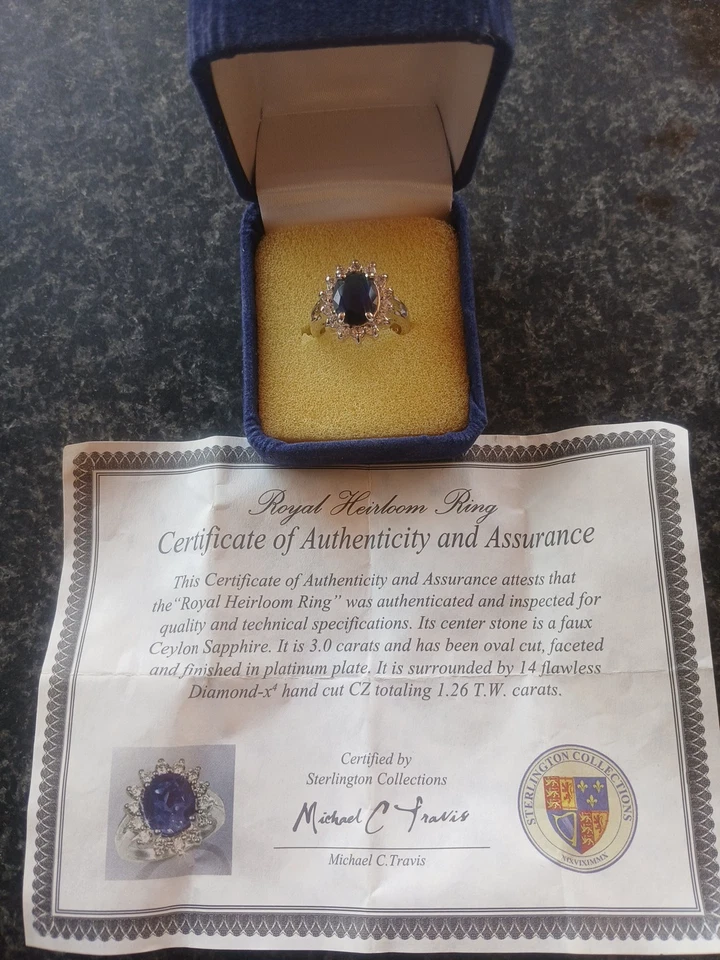 Royal Heirloom Ring
Certificate of Authenticity and Assurance
This Certificate of Authenticity and Assurance attests that
the “Royal Heirloom Ring” was authenticated and inspected for
quality and technical specifications. Its center stone is a faux
Ceylon Sapphire. It is 3.0 carats and has been oval cut, faceted
and finished in platinum plate. It is surrounded by 14 flawless
Diamond-x⁴ hand cut CZ totaling 1.26 T.W. carats.
Certified by
Sterlington Collections
Michael C Travis
Michael C.Travis
STERLINGTON COLLECTIONS